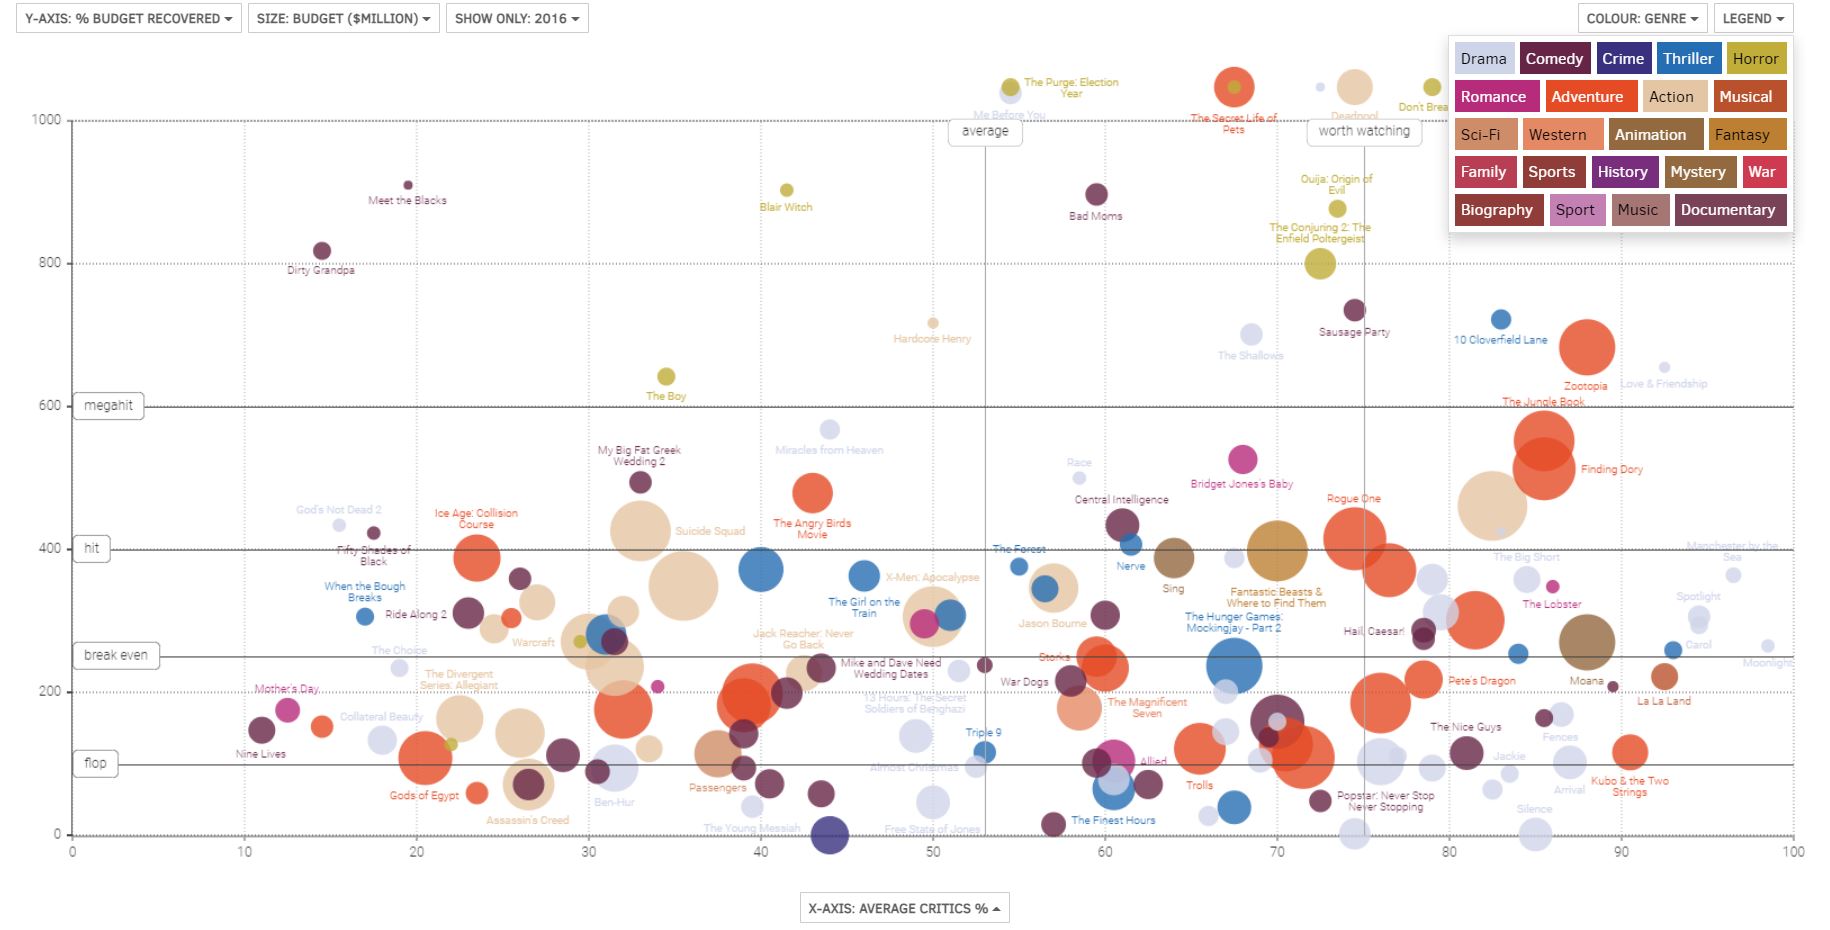 Y-AXIS: % BUDGET RECOVERED
SIZE: BUDGET ($MILLION)
SHOW ONLY: 2016
COLOUR: GENRE
LEGEND
Drama
Comedy
Crime
Thriller
Horror
Romance
Adventure
Action
Musical
Sci-Fi
Western
Animation
Fantasy
Family
Sports
History
Mystery
War
Biography
Sport
Music
Documentary
The Purge: Election
Year
Me Before You
The Secret Life of
Pets
Deadpool
Don't Brea
1000
average
worth watching
Meet the Blacks
Blair Witch
Bad Moms
Ouija: Origin of
Evil
The Conjuring 2: The
Enfield Poltergeist
Dirty Grandpa
800
Hardcore Henry
The Shallows
Sausage Party
10 Cloverfield Lane
Zootopia
Love & Friendship
The Boy
The Jungle Book
600
megahit
My Big Fat Greek
Wedding 2
Miracles from Heaven
Race
Bridget Jones's Baby
Finding Dory
God's Not Dead 2
Ice Age: Collision
Course
Suicide Squad
The Angry Birds
Movie
Central Intelligence
Rogue One
400
hit
Fifty Shades of
Black
The Forest
Nerve
The Big Short
Manchester by the
Sea
When the Bough
Breaks
Ride Along 2
X-Men: Apocalypse
The Girl on the
Train
Sing
Fantastic Beasts &
Where to Find Them
The Lobster
Spotlight
Warcraft
Jack Reacher: Never
Go Back
Jason Bourne
The Hunger Games:
Mockingjay - Part 2
Hail, Caesar!
Carol
break even
The Choice
Mike and Dave Need
Wedding Dates
Storks
Moonlight
200
Mother's Day
The Divergent
Series: Allegiant
13 Hours: The Secret
Soldiers of Benghazi
War Dogs
The Magnificent
Seven
Pete's Dragon
Moana
La La Land
Nine Lives
Collateral Beauty
Triple 9
The Nice Guys
Fences
flop
Almost Christmas
Allied
Jackie
Gods of Egypt
Assassin's Creed
Ben-Hur
Passengers
Trolls
Popstar: Never Stop
Never Stopping
Arrival
Kubo & the Two
Strings
The Young Messiah
Free State of Jones
The Finest Hours
Silence
0
0
10
20
30
40
50
60
70
80
90
100
X-AXIS: AVERAGE CRITICS %